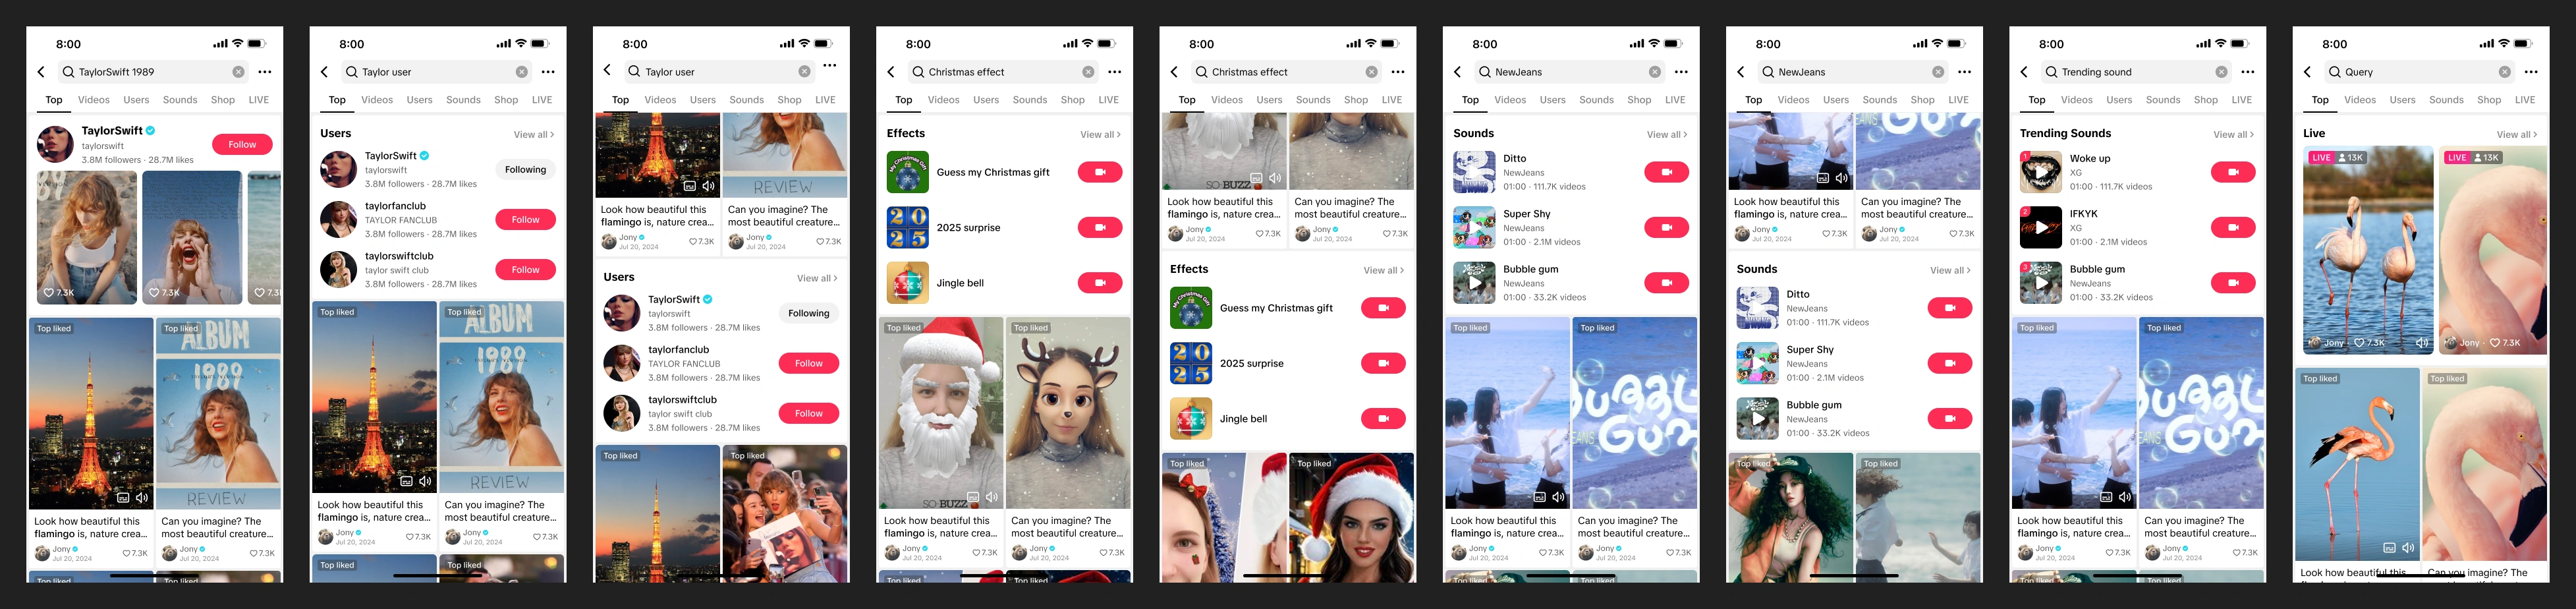 8:00
TaylorSwift 1989
Top Videos Users Sounds Shop LIVE
TaylorSwift
taylorswift
3.8M followers · 28.7M likes
Follow
7.3K
7.3K
Top liked
Top liked
ALBUM
1989
REVIEW
Look how beautiful this
flamingo is, nature crea...
Can you imagine? The
most beautiful creature...
Jony
Jul 20, 2024
7.3K
Jony
Jul 20, 2024
7.3K
Top liked
Top liked
8:00
Taylor user
Top Videos Users Sounds Shop LIVE
Users
View all >
TaylorSwift
taylorswift
3.8M followers · 28.7M likes
Following
taylorfanclub
TAYLOR FANCLUB
3.8M followers · 28.7M likes
Follow
taylorswiftclub
taylor swift club
3.8M followers · 28.7M likes
Follow
Top liked
Top liked
ALBUM
1989
REVIEW
Look how beautiful this
flamingo is, nature crea...
Can you imagine? The
most beautiful creature...
Jony
Jul 20, 2024
7.3K
Jony
Jul 20, 2024
7.3K
Top liked
Top liked
8:00
Taylor user
Top Videos Users Sounds Shop LIVE
REVIEW
Look how beautiful this
flamingo is, nature crea...
Can you imagine? The
most beautiful creature...
Jony
Jul 20, 2024
7.3K
Jony
Jul 20, 2024
7.3K
Users
View all >
TaylorSwift
taylorswift
3.8M followers · 28.7M likes
Following
taylorfanclub
TAYLOR FANCLUB
3.8M followers · 28.7M likes
Follow
taylorswiftclub
taylor swift club
3.8M followers · 28.7M likes
Follow
Top liked
Top liked
8:00
Christmas effect
Top Videos Users Sounds Shop LIVE
Effects
View all >
My Christmas Gift
Guess my Christmas gift
20
25
2025 surprise
Jingle bell
Top liked
Top liked
SO BUZZ
Look how beautiful this
flamingo is, nature crea...
Can you imagine? The
most beautiful creature...
Jony
Jul 20, 2024
7.3K
Jony
Jul 20, 2024
7.3K
Top liked
Top liked
8:00
Christmas effect
Top Videos Users Sounds Shop LIVE
SO BUZZ
Look how beautiful this
flamingo is, nature crea...
Can you imagine? The
most beautiful creature...
Jony
Jul 20, 2024
7.3K
Jony
Jul 20, 2024
7.3K
Effects
View all >
My Christmas Gift
Guess my Christmas gift
20
25
2025 surprise
Jingle bell
Top liked
Top liked
8:00
NewJeans
Top Videos Users Sounds Shop LIVE
Sounds
View all >
Ditto
NewJeans
01:00 · 111.7K videos
Super Shy
NewJeans
01:00 · 2.1M videos
Bubble gum
NewJeans
01:00 · 33.2K videos
Top liked
Top liked
Look how beautiful this
flamingo is, nature crea...
Can you imagine? The
most beautiful creature...
Jony
Jul 20, 2024
7.3K
Jony
Jul 20, 2024
7.3K
Top liked
Top liked
8:00
NewJeans
Top Videos Users Sounds Shop LIVE
Look how beautiful this
flamingo is, nature crea...
Can you imagine? The
most beautiful creature...
Jony
Jul 20, 2024
7.3K
Jony
Jul 20, 2024
7.3K
Sounds
View all >
Ditto
NewJeans
01:00 · 111.7K videos
Super Shy
NewJeans
01:00 · 2.1M videos
Bubble gum
NewJeans
01:00 · 33.2K videos
Top liked
Top liked
8:00
Trending sound
Top Videos Users Sounds Shop LIVE
Trending Sounds
View all >
1
Woke up
XG
01:00 · 111.7K videos
2
IFKYK
XG
01:00 · 2.1M videos
3
Bubble gum
NewJeans
01:00 · 33.2K videos
Top liked
Top liked
Look how beautiful this
flamingo is, nature crea...
Can you imagine? The
most beautiful creature...
Jony
Jul 20, 2024
7.3K
Jony
Jul 20, 2024
7.3K
Top liked
Top liked
8:00
Query
Top Videos Users Sounds Shop LIVE
Live
View all >
LIVE 13K
LIVE 13K
Jony · 7.3K
Jony · 7.3K
Top liked
Top liked
Look how beautiful this
Can you imagine? The